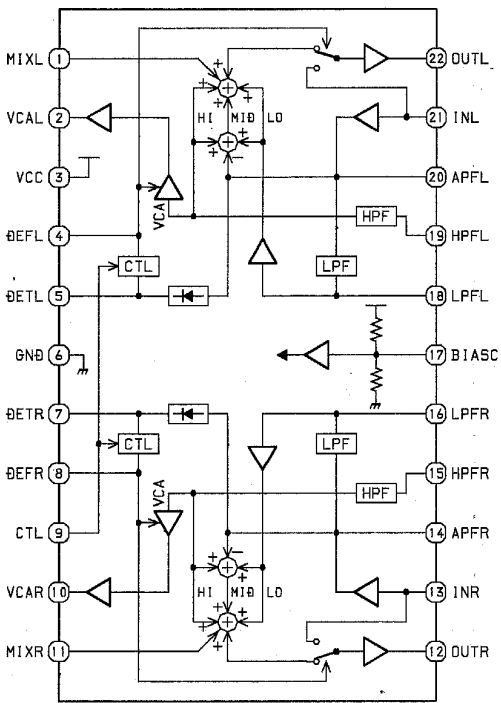 MIXL 1 22 OUTL
+ + + +
VCAL 2 HI MID LO 21 INL
+ + + −
VCC 3 20 APFL
VCA
HPF
DEFL 4 19 HPFL
CTL LPF
DETL 5 18 LPFL
GND 6 17 BIASC
DETR 7 16 LPFR
CTL LPF
DEFR 8 15 HPFR
VCA HPF
CTL 9 14 APFR
+ − + +
VCAR 10 HI MID LO 13 INR
+ + + + +
MIXR 11 12 OUTR